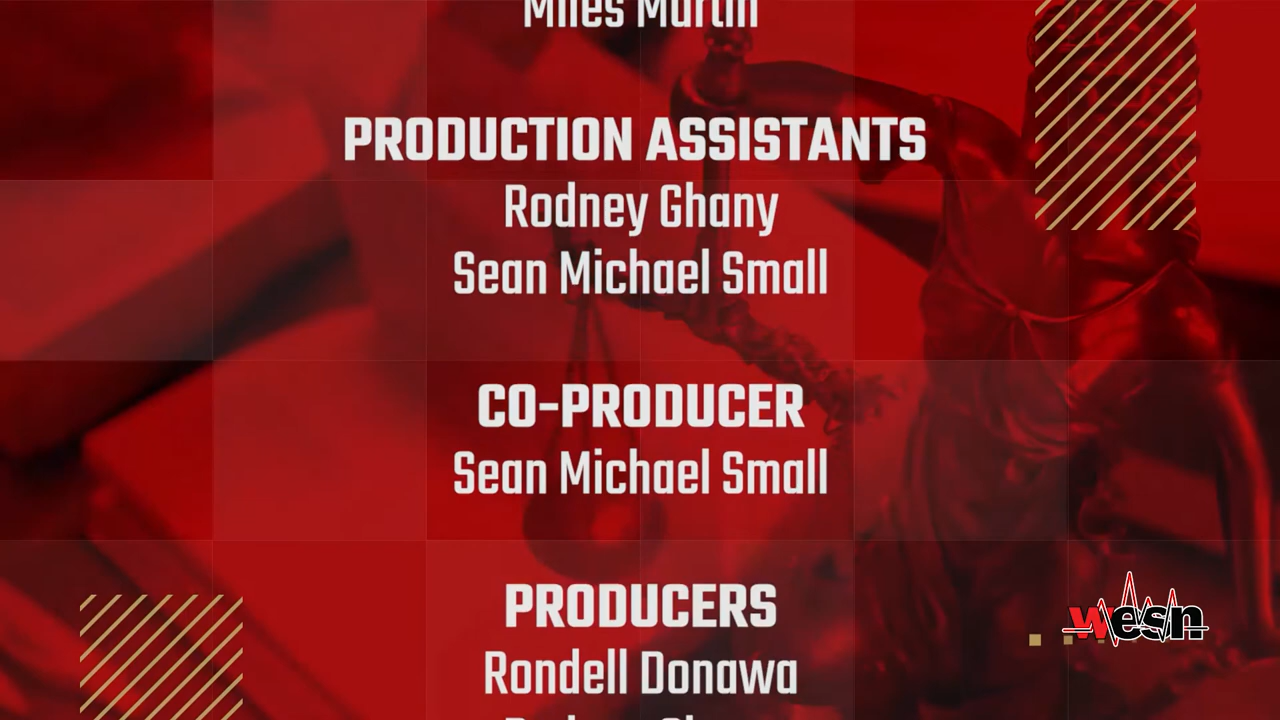 Miles Martin
PRODUCTION ASSISTANTS
Rodney Ghany
Sean Michael Small
CO-PRODUCER
Sean Michael Small
PRODUCERS
Rondell Donawa
wesn